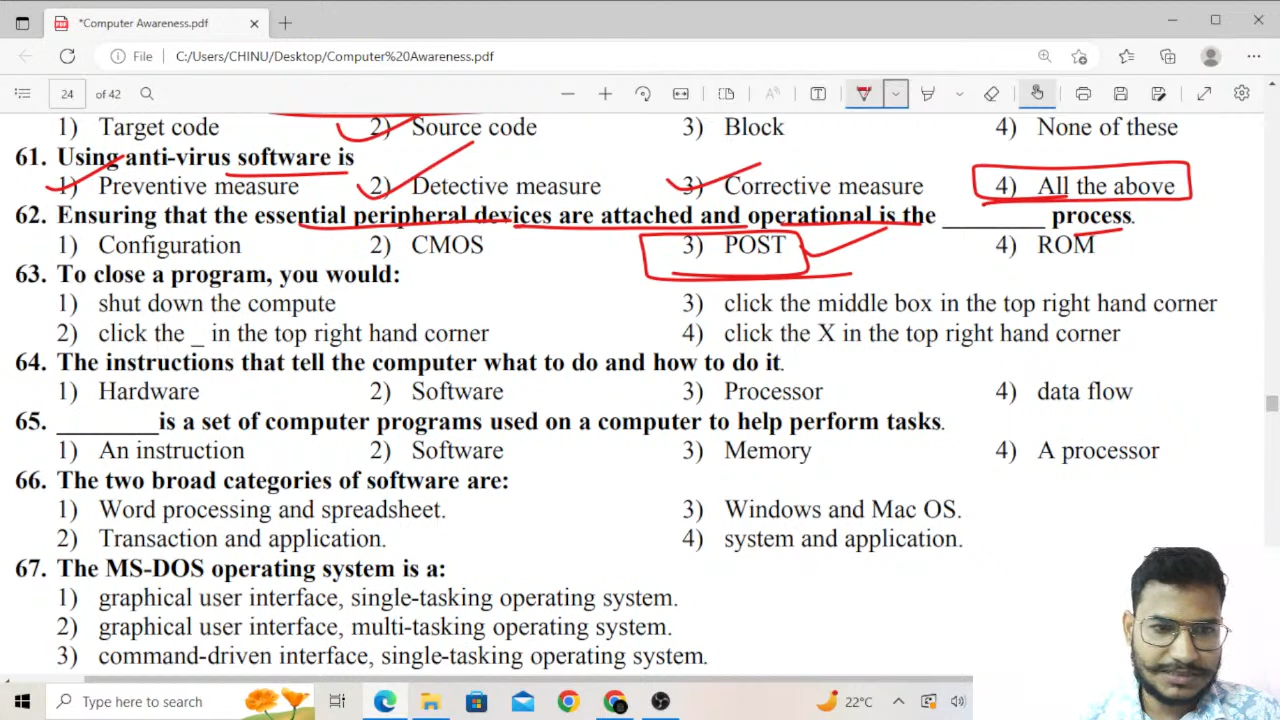 *Computer Awareness.pdf
File C:/Users/CHINU/Desktop/Computer%20Awareness.pdf
24 of 42
1) Target code 2) Source code 3) Block 4) None of these
61. Using anti-virus software is
1) Preventive measure 2) Detective measure 3) Corrective measure 4) All the above
62. Ensuring that the essential peripheral devices are attached and operational is the ________ process.
1) Configuration 2) CMOS 3) POST 4) ROM
63. To close a program, you would:
1) shut down the compute 3) click the middle box in the top right hand corner
2) click the _ in the top right hand corner 4) click the X in the top right hand corner
64. The instructions that tell the computer what to do and how to do it.
1) Hardware 2) Software 3) Processor 4) data flow
65. ________is a set of computer programs used on a computer to help perform tasks.
1) An instruction 2) Software 3) Memory 4) A processor
66. The two broad categories of software are:
1) Word processing and spreadsheet. 3) Windows and Mac OS.
2) Transaction and application. 4) system and application.
67. The MS-DOS operating system is a:
1) graphical user interface, single-tasking operating system.
2) graphical user interface, multi-tasking operating system.
3) command-driven interface, single-tasking operating system.
Type here to search 22°C